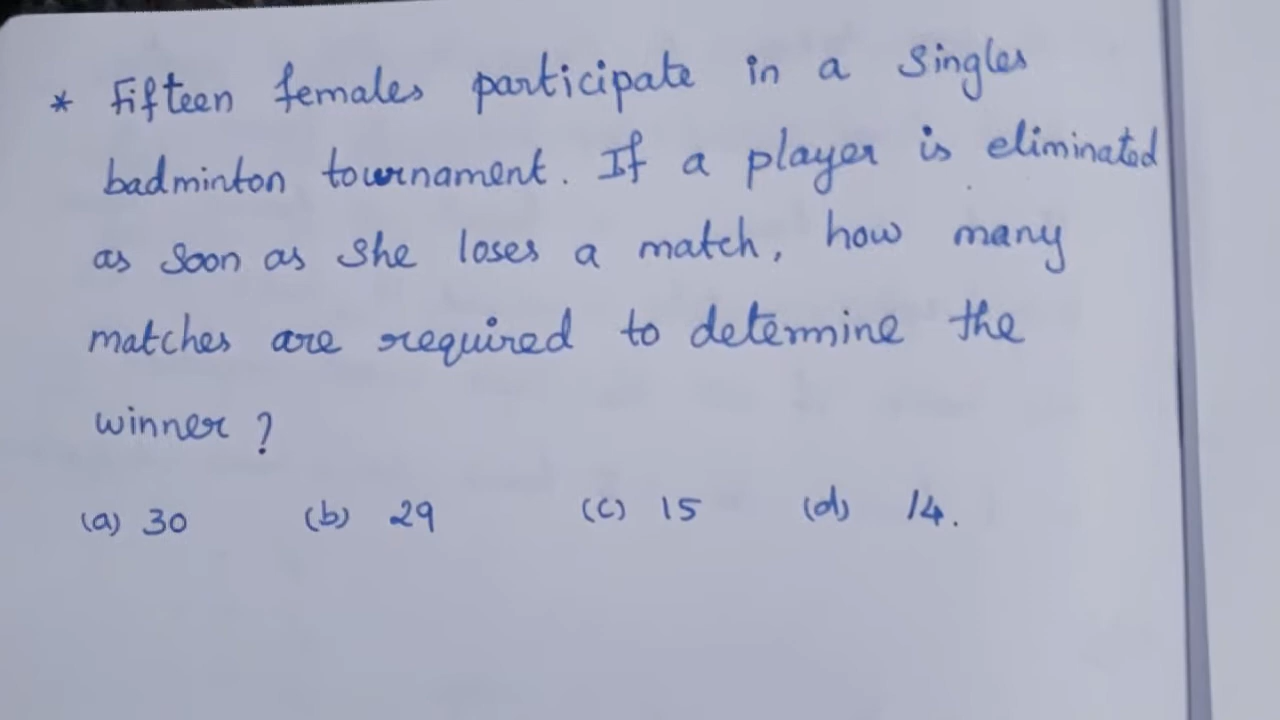 * Fifteen females participate in a singles
badminton tournament. If a player is eliminated
as soon as she loses a match, how many
matches are required to determine the
winner ?
(a) 30 (b) 29 (c) 15 (d) 14.